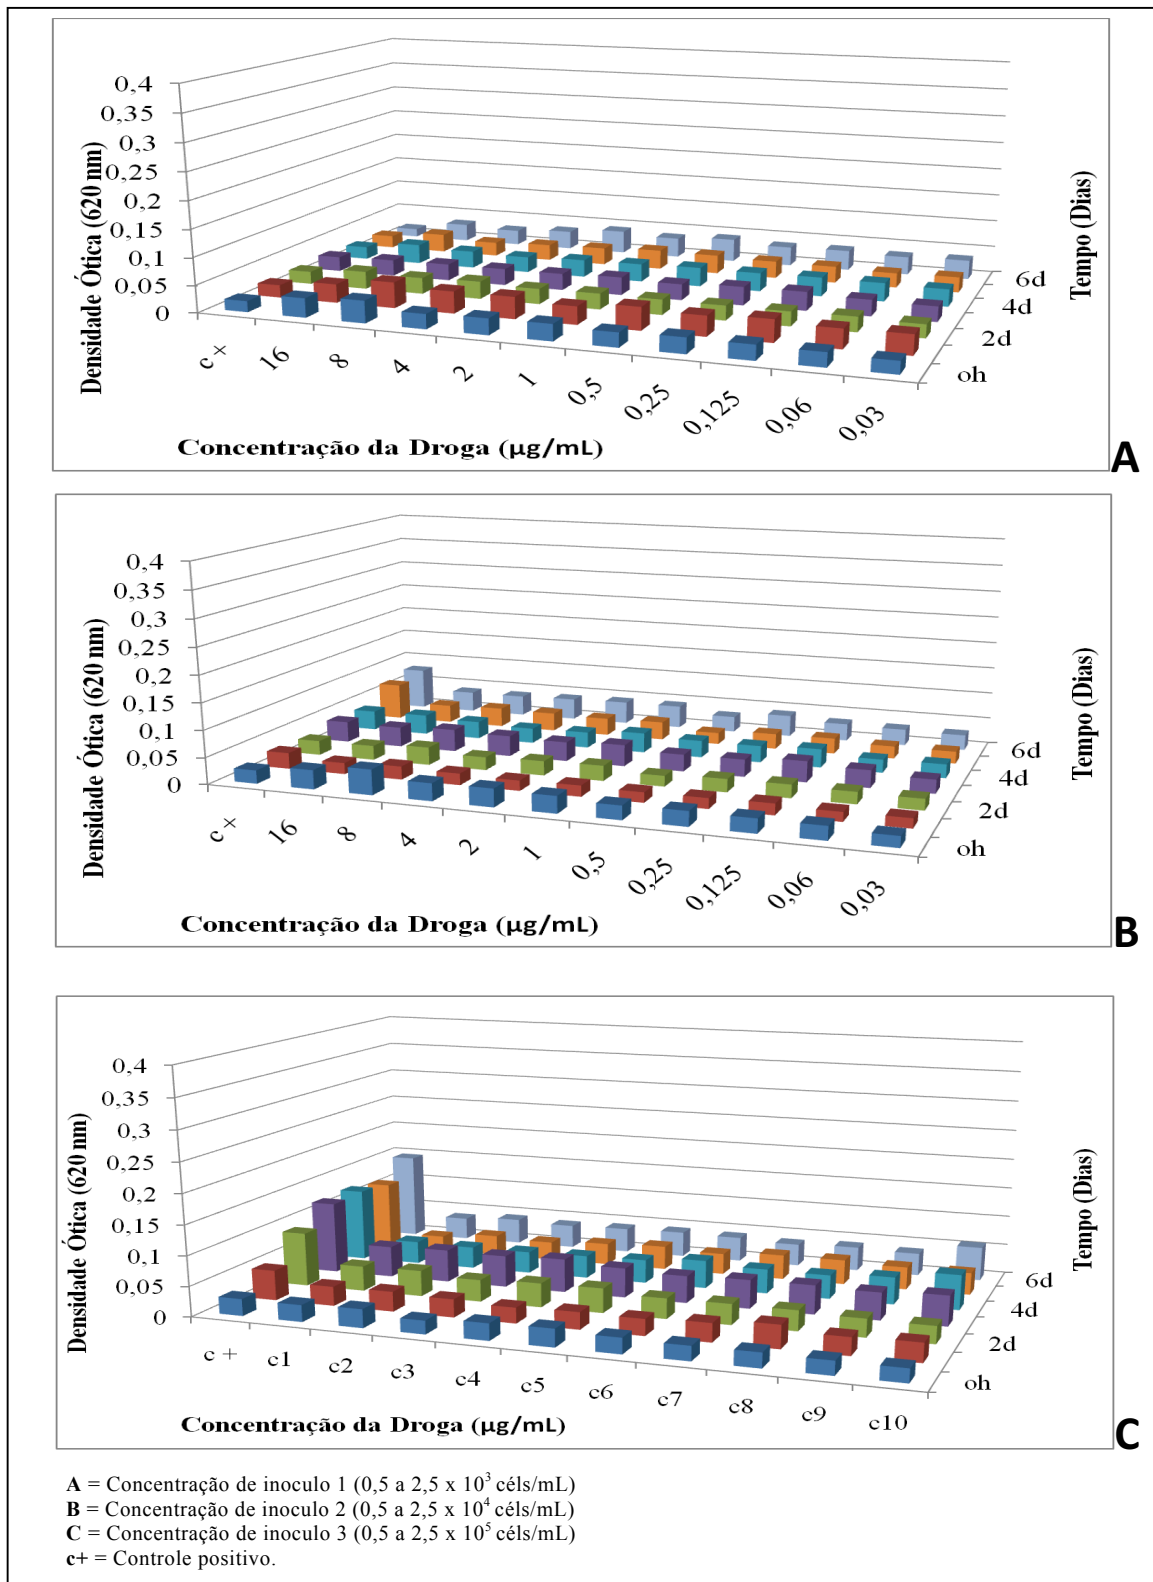 0,4
0,35
0,3
0,25
0,2
0,15
0,1
0,05
0
Densidade Ótica (620 nm)
c +
16
8
4
2
1
0,5
0,25
0,125
0,06
0,03
Concentração da Droga (µg/mL)
6d
4d
2d
oh
Tempo (Dias)
A
0,4
0,35
0,3
0,25
0,2
0,15
0,1
0,05
0
Densidade Ótica (620 nm)
c +
16
8
4
2
1
0,5
0,25
0,125
0,06
0,03
Concentração da Droga (µg/mL)
6d
4d
2d
oh
Tempo (Dias)
B
0,4
0,35
0,3
0,25
0,2
0,15
0,1
0,05
0
Densidade Ótica (620 nm)
c +
c1
c2
c3
c4
c5
c6
c7
c8
c9
c10
Concentração da Droga (µg/mL)
6d
4d
2d
oh
Tempo (Dias)
C
A = Concentração de inoculo 1 (0,5 a 2,5 x 10³ céls/mL)
B = Concentração de inoculo 2 (0,5 a 2,5 x 10⁴ céls/mL)
C = Concentração de inoculo 3 (0,5 a 2,5 x 10⁵ céls/mL)
c+ = Controle positivo.